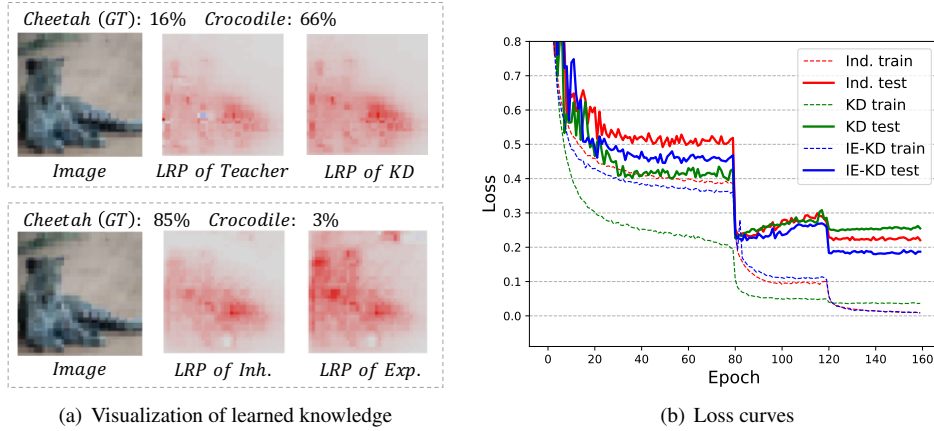 Cheetah (GT): 16% Crocodile: 66%
Image LRP of Teacher LRP of KD
Cheetah (GT): 85% Crocodile: 3%
Image LRP of Inh. LRP of Exp.
(a) Visualization of learned knowledge
Loss
0.8
0.7
0.6
0.5
0.4
0.3
0.2
0.1
0.0
Ind. train
Ind. test
KD train
KD test
IE-KD train
IE-KD test
0 20 40 60 80 100 120 140 160
Epoch
(b) Loss curves